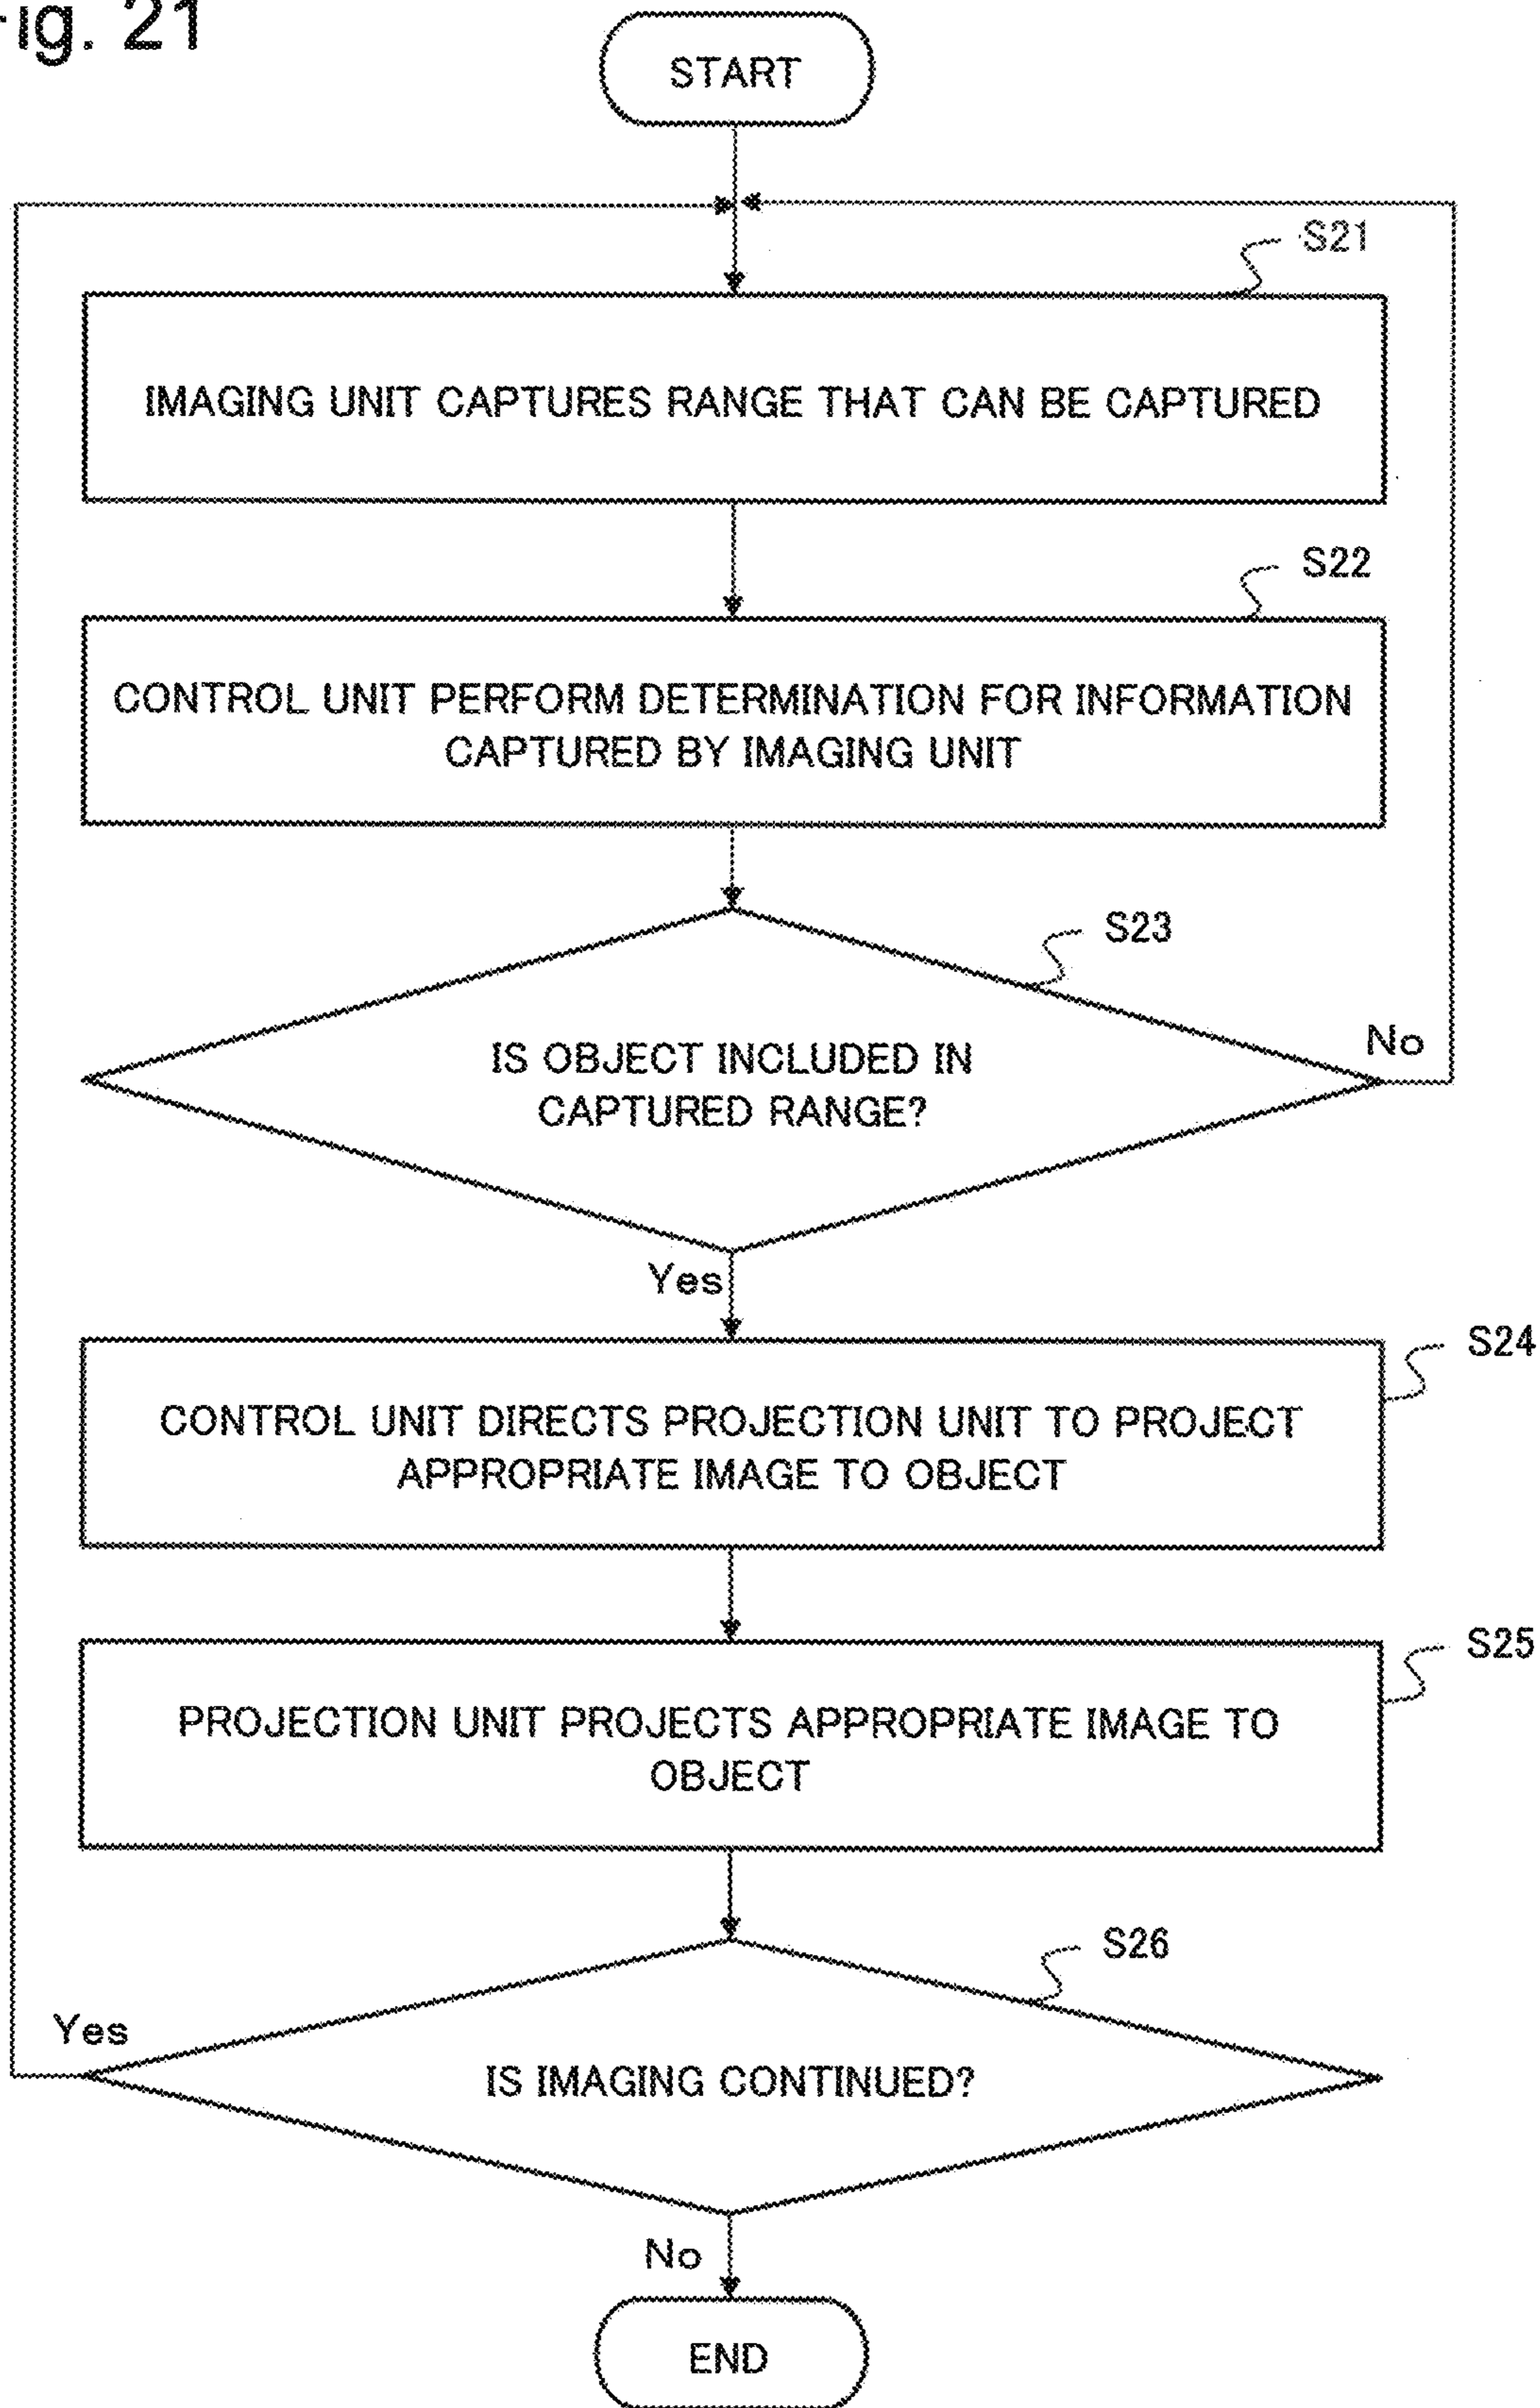 Fig. 21
START
S21
IMAGING UNIT CAPTURES RANGE THAT CAN BE CAPTURED
S22
CONTROL UNIT PERFORM DETERMINATION FOR INFORMATION
CAPTURED BY IMAGING UNIT
S23
IS OBJECT INCLUDED IN
CAPTURED RANGE?
No
Yes
S24
CONTROL UNIT DIRECTS PROJECTION UNIT TO PROJECT
APPROPRIATE IMAGE TO OBJECT
S25
PROJECTION UNIT PROJECTS APPROPRIATE IMAGE TO
OBJECT
S26
Yes
IS IMAGING CONTINUED?
No
END